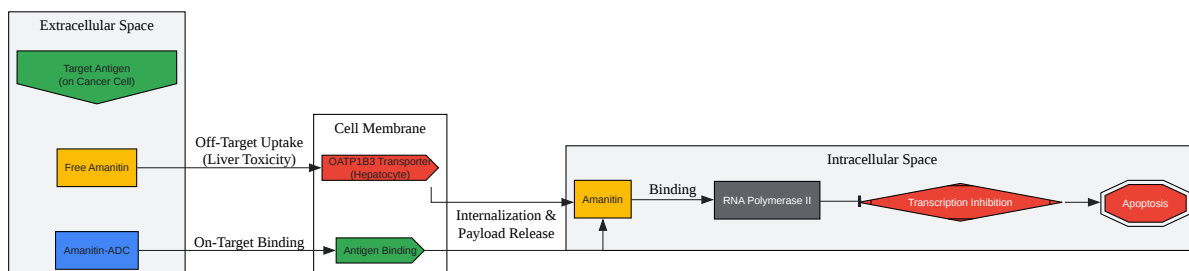 Extracellular Space
Target Antigen
(on Cancer Cell)
Free Amanitin
Amanitin-ADC
Off-Target Uptake
(Liver Toxicity)
On-Target Binding
Cell Membrane
OATP1B3 Transporter
(Hepatocyte)
Antigen Binding
Internalization &
Payload Release
Intracellular Space
Amanitin
Binding
RNA Polymerase II
Transcription Inhibition
Apoptosis